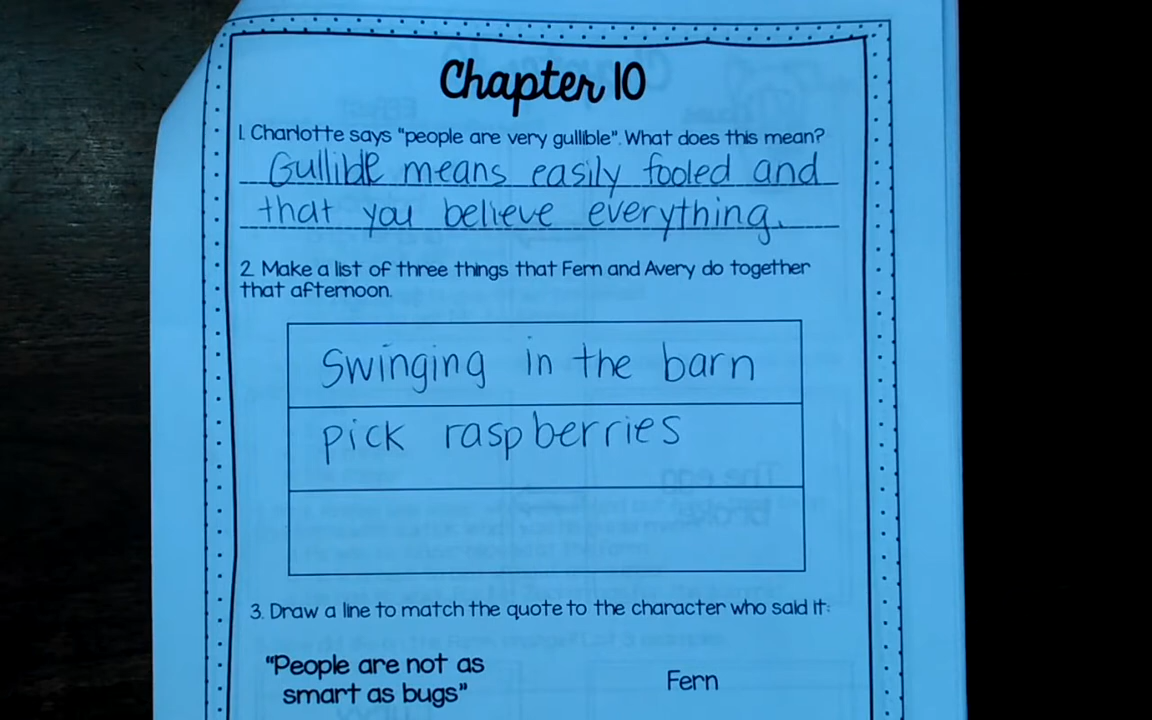 Chapter 10
1. Charlotte says "people are very gullible". What does this mean?
Gullible means easily fooled and
that you believe everything.
2. Make a list of three things that Fern and Avery do together
that afternoon.
Swinging in the barn
pick raspberries
3. Draw a line to match the quote to the character who said it:
"People are not as
smart as bugs"
Fern